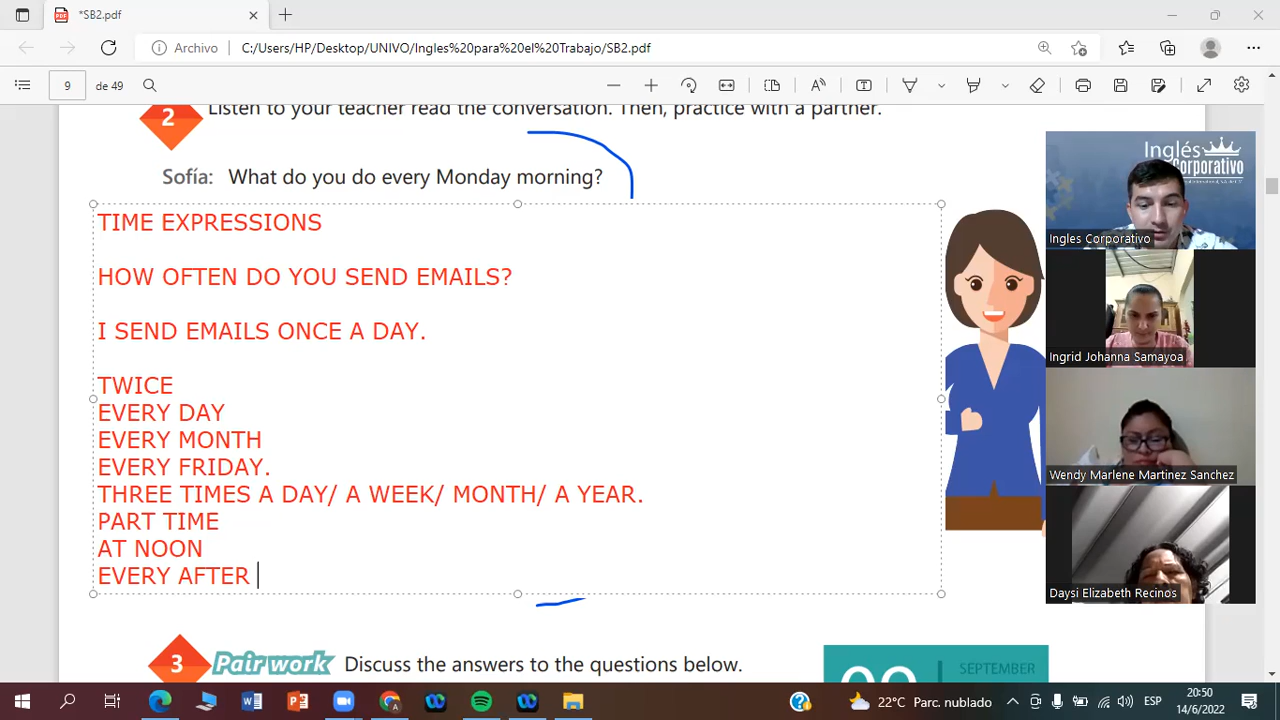 *SB2.pdf
Archivo C:/Users/HP/Desktop/UNIVO/Ingles%20para%20el%20Trabajo/SB2.pdf
9 de 49
2 Listen to your teacher read the conversation. Then, practice with a partner.
Sofía: What do you do every Monday morning?
TIME EXPRESSIONS
HOW OFTEN DO YOU SEND EMAILS?
I SEND EMAILS ONCE A DAY.
TWICE
EVERY DAY
EVERY MONTH
EVERY FRIDAY.
THREE TIMES A DAY/ A WEEK/ MONTH/ A YEAR.
PART TIME
AT NOON
EVERY AFTER
Inglés
Corporativo
Ingles Corporativo
Ingrid Johanna Samayoa
Wendy Marlene Martinez Sanchez
Daysi Elizabeth Recinos
3 Pair work Discuss the answers to the questions below.
SEPTEMBER
22°C Parc. nublado
ESP
20:50
14/6/2022